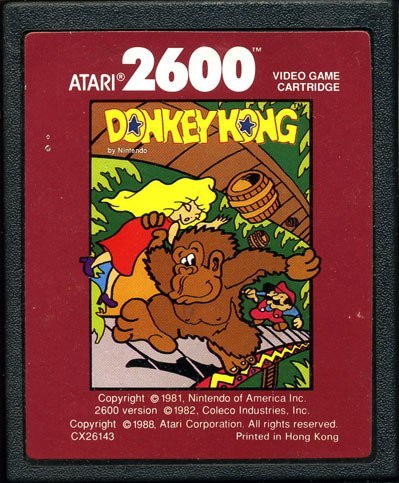 ATARI® 2600™ VIDEO GAME
CARTRIDGE
DONKEY KONG
by Nintendo
Copyright ©1981, Nintendo of America Inc.
2600 version ©1982, Coleco Industries, Inc.
Copyright ©1988, Atari Corporation. All rights reserved.
CX26143 Printed in Hong Kong